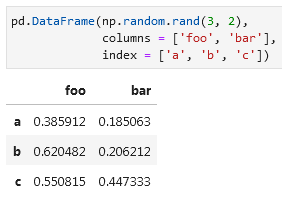 pd.DataFrame(np.random.rand(3, 2),
columns = ['foo', 'bar'],
index = ['a', 'b', 'c'])
foo bar
a 0.385912 0.185063
b 0.620482 0.206212
c 0.550815 0.447333